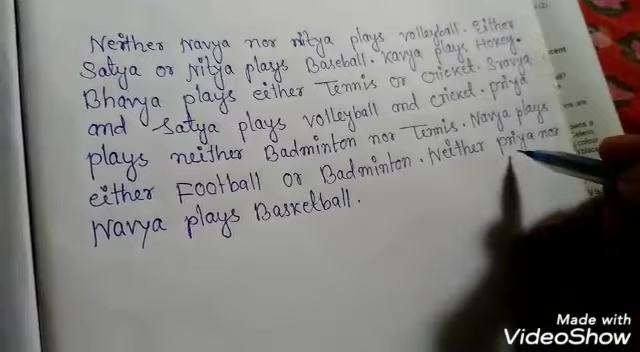 Neither Navya nor Nitya plays volleyball. Either
Satya or Nitya plays Baseball. Kavya plays Hokey.
Bhavya plays either Tennis or cricket. Sravya
and Satya plays volleyball and cricket. priya
plays neither Badminton nor Tennis. Navya plays
either Football or Badminton. Neither priya nor
Navya plays Basketball.
Made with
VideoShow